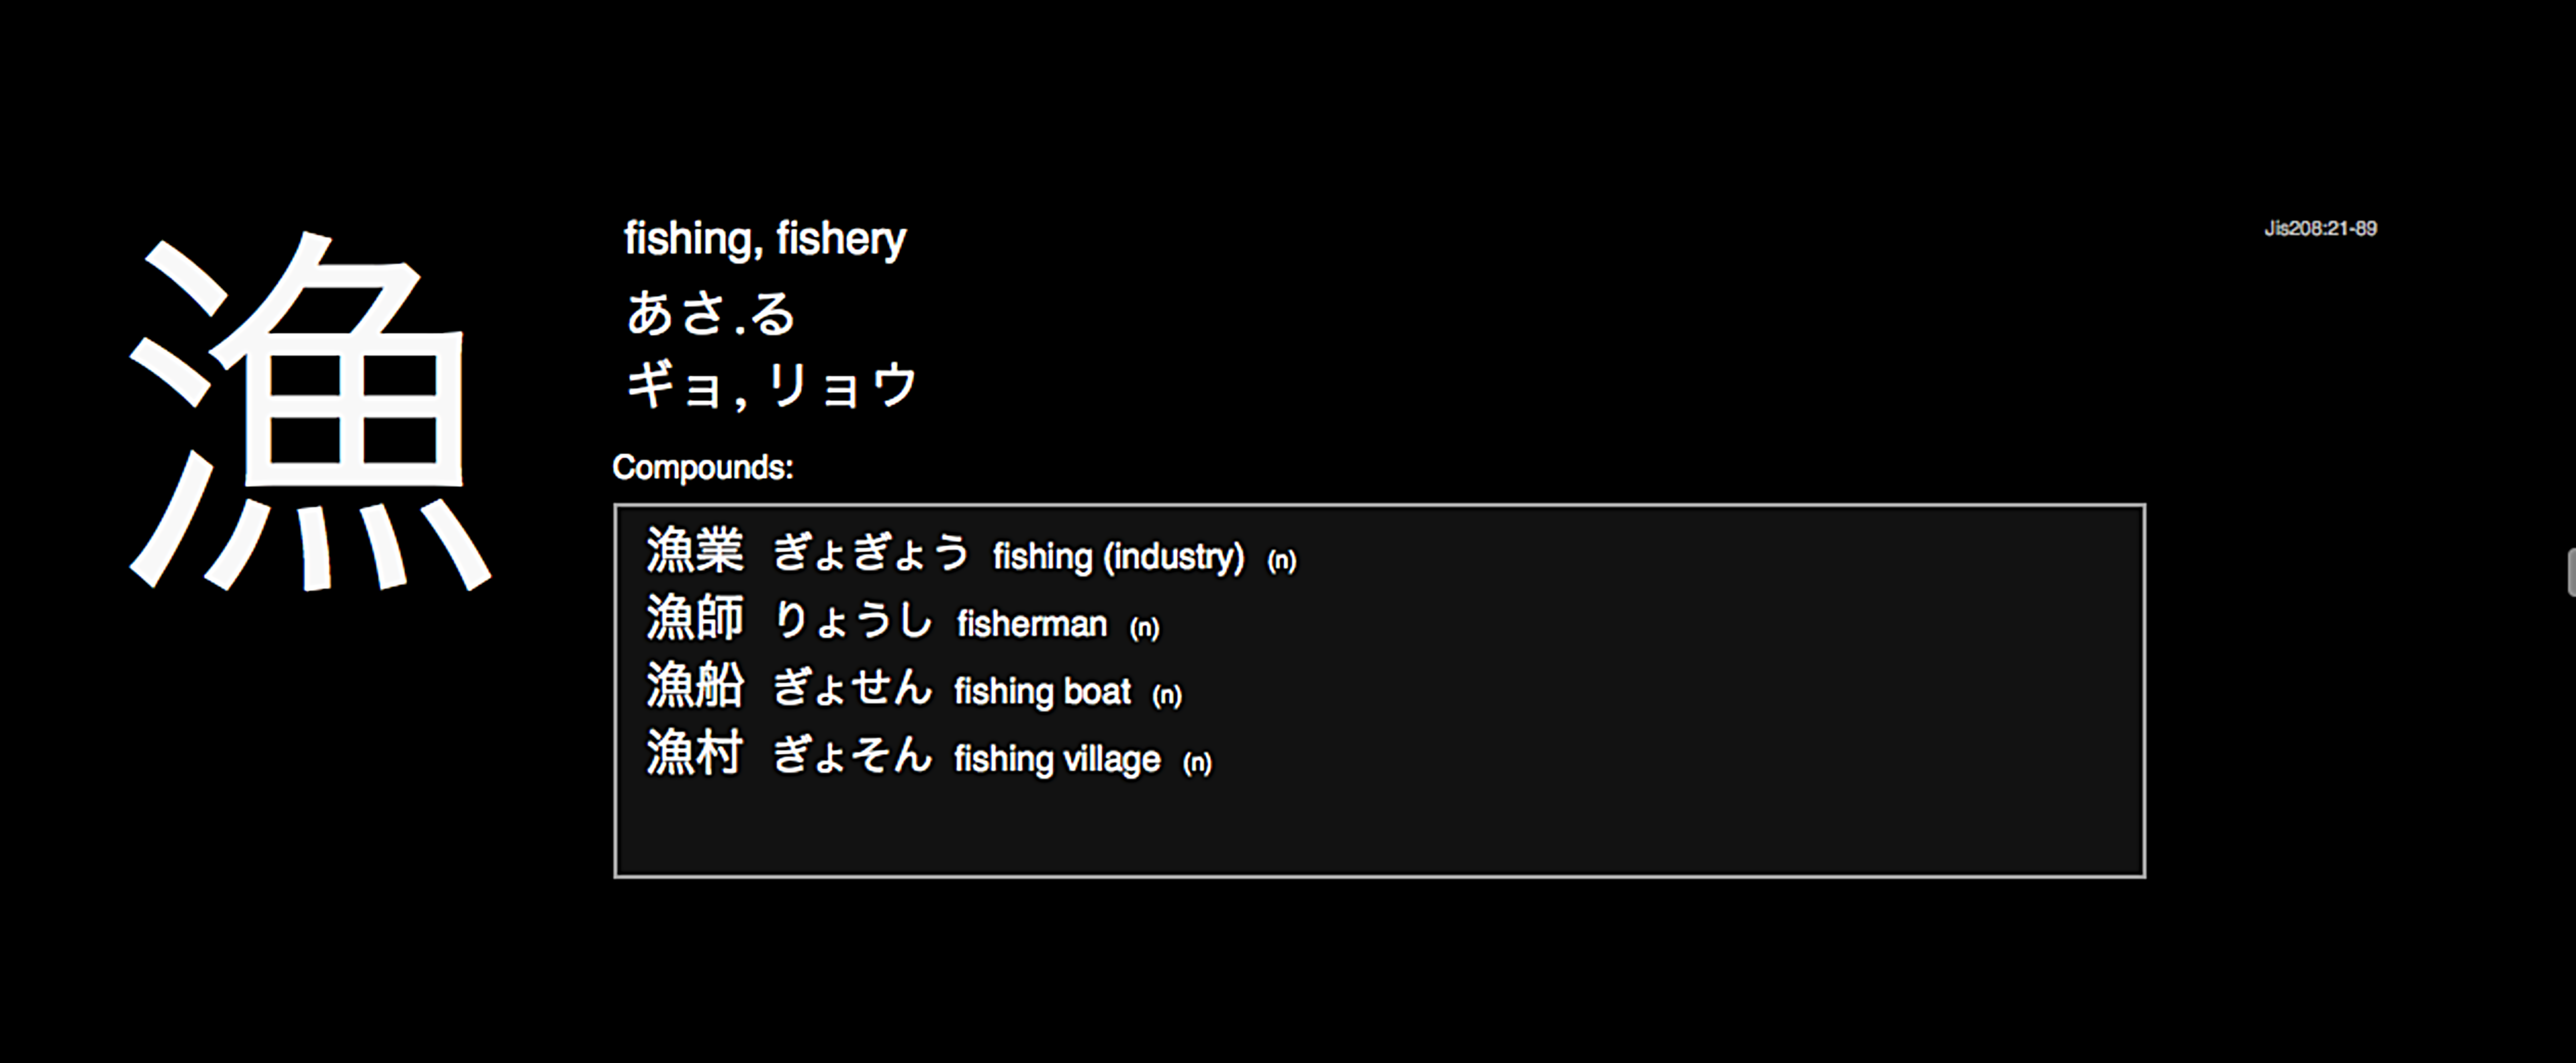 漁
fishing, fishery
Jis208:21-89
あさ.る
ギョ, リョウ
Compounds:
漁業 ぎょぎょう fishing (industry) (n)
漁師 りょうし fisherman (n)
漁船 ぎょせん fishing boat (n)
漁村 ぎょそん fishing village (n)